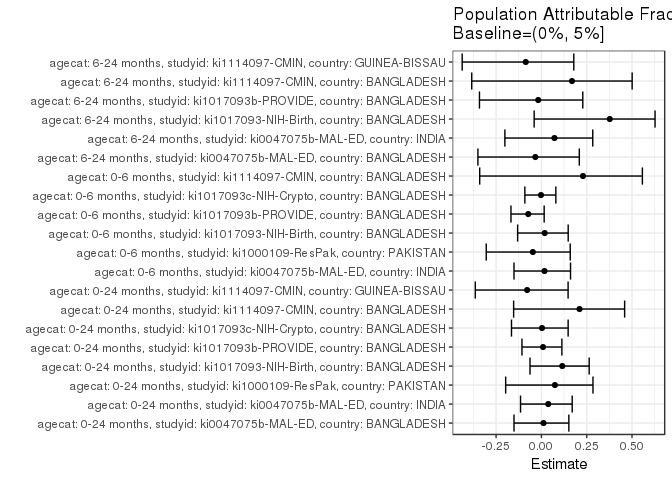 Population Attributable Frac
Baseline=(0%, 5%]
agecat: 6-24 months, studyid: ki1114097-CMIN, country: GUINEA-BISSAU
agecat: 6-24 months, studyid: ki1114097-CMIN, country: BANGLADESH
agecat: 6-24 months, studyid: ki1017093b-PROVIDE, country: BANGLADESH
agecat: 6-24 months, studyid: ki1017093-NIH-Birth, country: BANGLADESH
agecat: 6-24 months, studyid: ki0047075b-MAL-ED, country: INDIA
agecat: 6-24 months, studyid: ki0047075b-MAL-ED, country: BANGLADESH
agecat: 0-6 months, studyid: ki1114097-CMIN, country: BANGLADESH
agecat: 0-6 months, studyid: ki1017093c-NIH-Crypto, country: BANGLADESH
agecat: 0-6 months, studyid: ki1017093b-PROVIDE, country: BANGLADESH
agecat: 0-6 months, studyid: ki1017093-NIH-Birth, country: BANGLADESH
agecat: 0-6 months, studyid: ki1000109-ResPak, country: PAKISTAN
agecat: 0-6 months, studyid: ki0047075b-MAL-ED, country: INDIA
agecat: 0-24 months, studyid: ki1114097-CMIN, country: GUINEA-BISSAU
agecat: 0-24 months, studyid: ki1114097-CMIN, country: BANGLADESH
agecat: 0-24 months, studyid: ki1017093c-NIH-Crypto, country: BANGLADESH
agecat: 0-24 months, studyid: ki1017093b-PROVIDE, country: BANGLADESH
agecat: 0-24 months, studyid: ki1017093-NIH-Birth, country: BANGLADESH
agecat: 0-24 months, studyid: ki1000109-ResPak, country: PAKISTAN
agecat: 0-24 months, studyid: ki0047075b-MAL-ED, country: INDIA
agecat: 0-24 months, studyid: ki0047075b-MAL-ED, country: BANGLADESH
-0.25 0.00 0.25 0.50
Estimate